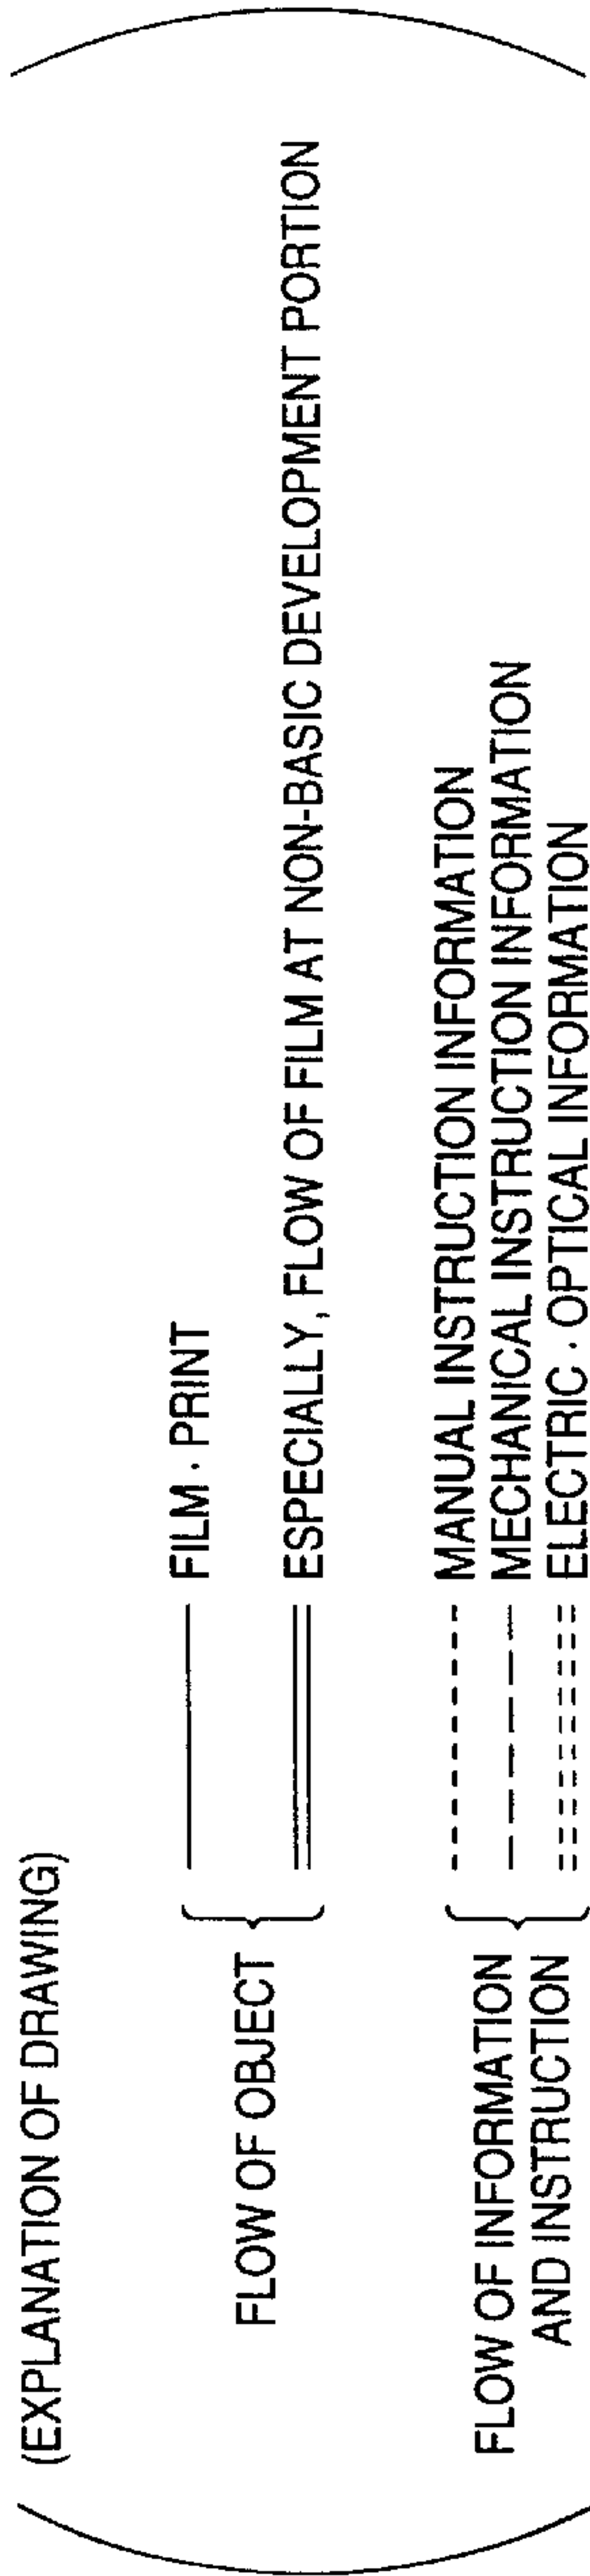 (EXPLANATION OF DRAWING)
FLOW OF OBJECT
FILM · PRINT
ESPECIALLY, FLOW OF FILM AT NON-BASIC DEVELOPMENT PORTION
FLOW OF INFORMATION
AND INSTRUCTION
MANUAL INSTRUCTION INFORMATION
MECHANICAL INSTRUCTION INFORMATION
ELECTRIC · OPTICAL INFORMATION